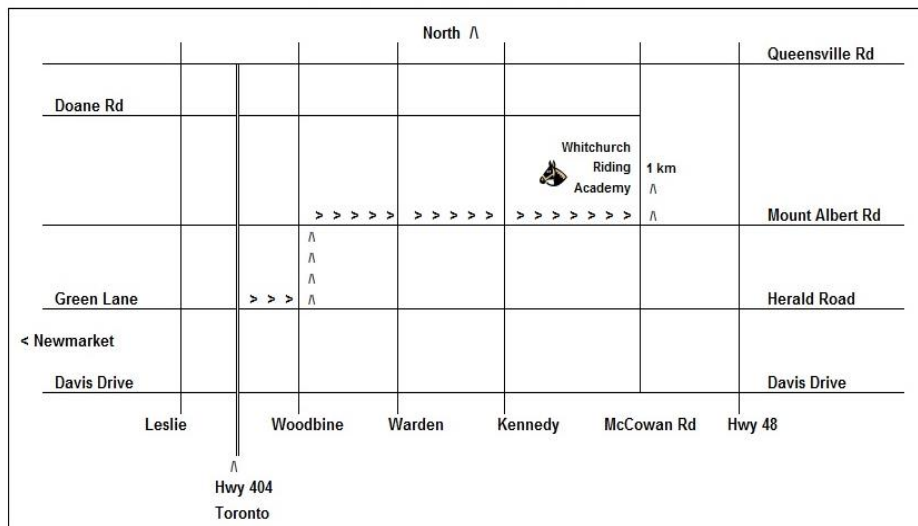 North /\
Queensville Rd
Doane Rd
Whitchurch
Riding
Academy
1 km
/\
> > > > > > > > > > > > > > > > >
/\
Mount Albert Rd
/\
/\
/\
Green Lane
> > >
/\
Herald Road
< Newmarket
Davis Drive
Davis Drive
Leslie
Woodbine
Warden
Kennedy
McCowan Rd
Hwy 48
/\
Hwy 404
Toronto